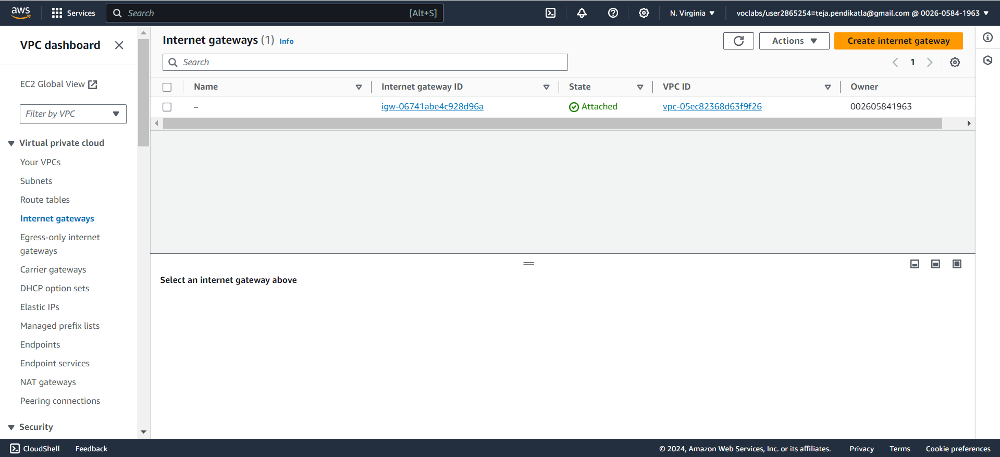 aws
Services
Search [Alt+S]
N. Virginia
voclabs/user2865254=teja.pendikatla@gmail.com @ 0026-0584-1963
VPC dashboard
EC2 Global View
Filter by VPC
Virtual private cloud
Your VPCs
Subnets
Route tables
Internet gateways
Egress-only internet
gateways
Carrier gateways
DHCP option sets
Elastic IPs
Managed prefix lists
Endpoints
Endpoint services
NAT gateways
Peering connections
Security
Internet gateways (1) Info
Actions
Create internet gateway
Search
1
Name Internet gateway ID State VPC ID Owner
– igw-06741abe4c928d96a Attached vpc-05ec82368d63f9f26 002605841963
Select an internet gateway above
CloudShell Feedback © 2024, Amazon Web Services, Inc. or its affiliates. Privacy Terms Cookie preferences